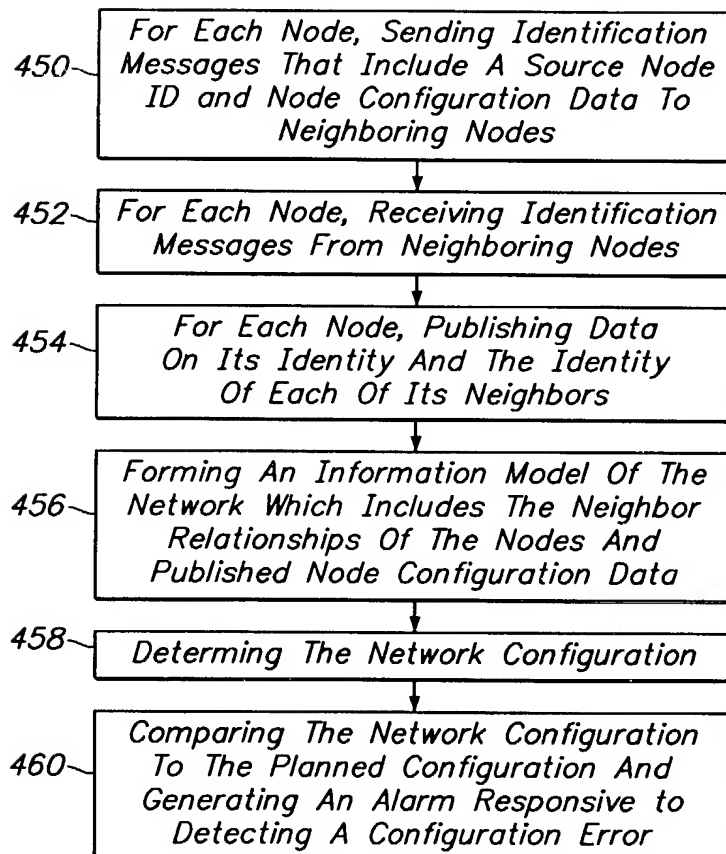 For Each Node, Sending Identification
450
Messages That Include A Source Node
ID and Node Configuration Data To
Neighboring Nodes
452
For Each Node, Receiving Identification
Messages From Neighboring Nodes
For Each Node, Publishing Data
454
On Its Identity And The Identity
Of Each Of Its Neighbors
Forming An Information Model Of The
456
Network Which Includes The Neighbor
Relationships Of The Nodes And
Published Node Configuration Data
458
Determing The Network Configuration
Comparing The Network Configuration
460
To The Planned Configuration And
Generating An Alarm Responsive to
Detecting A Configuration Error